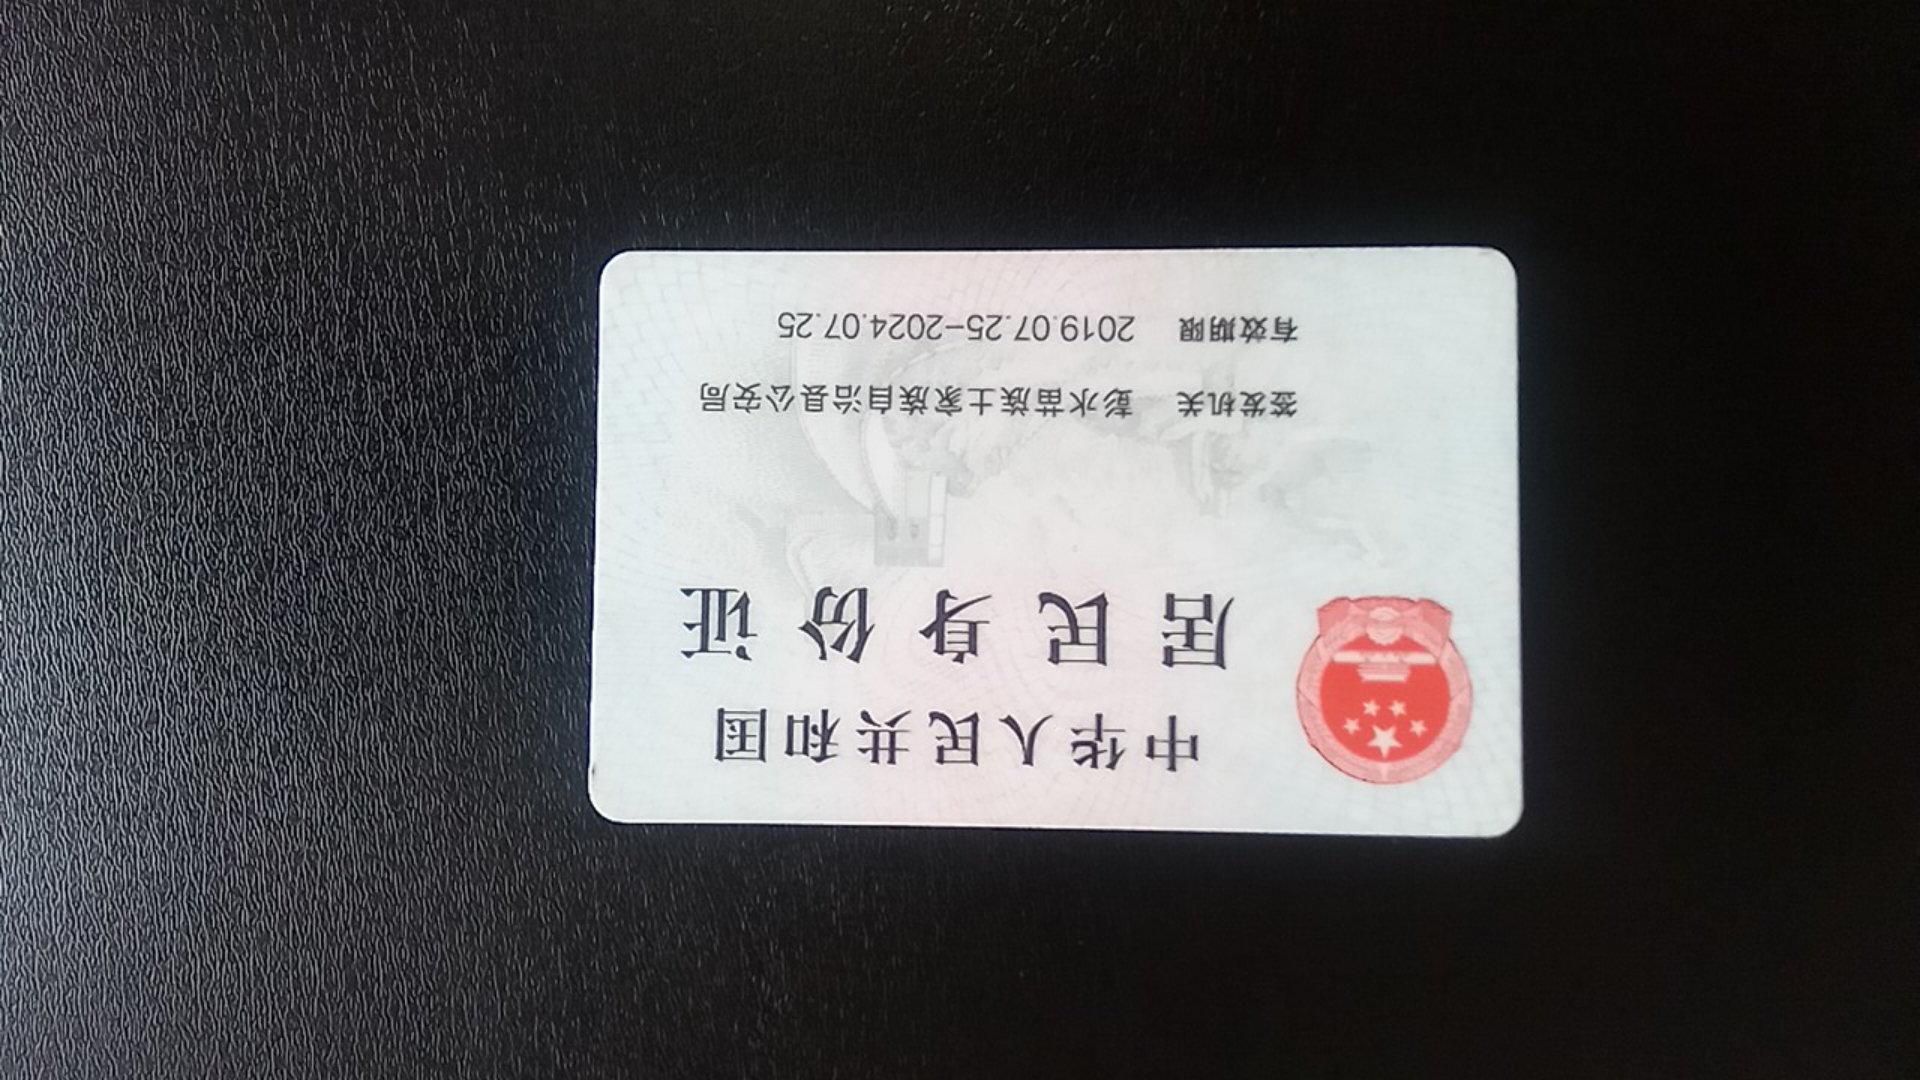 中华人民共和国
居民身份证
签发机关 彭水苗族土家族自治县公安局
有效期限 2019.07.25-2024.07.25